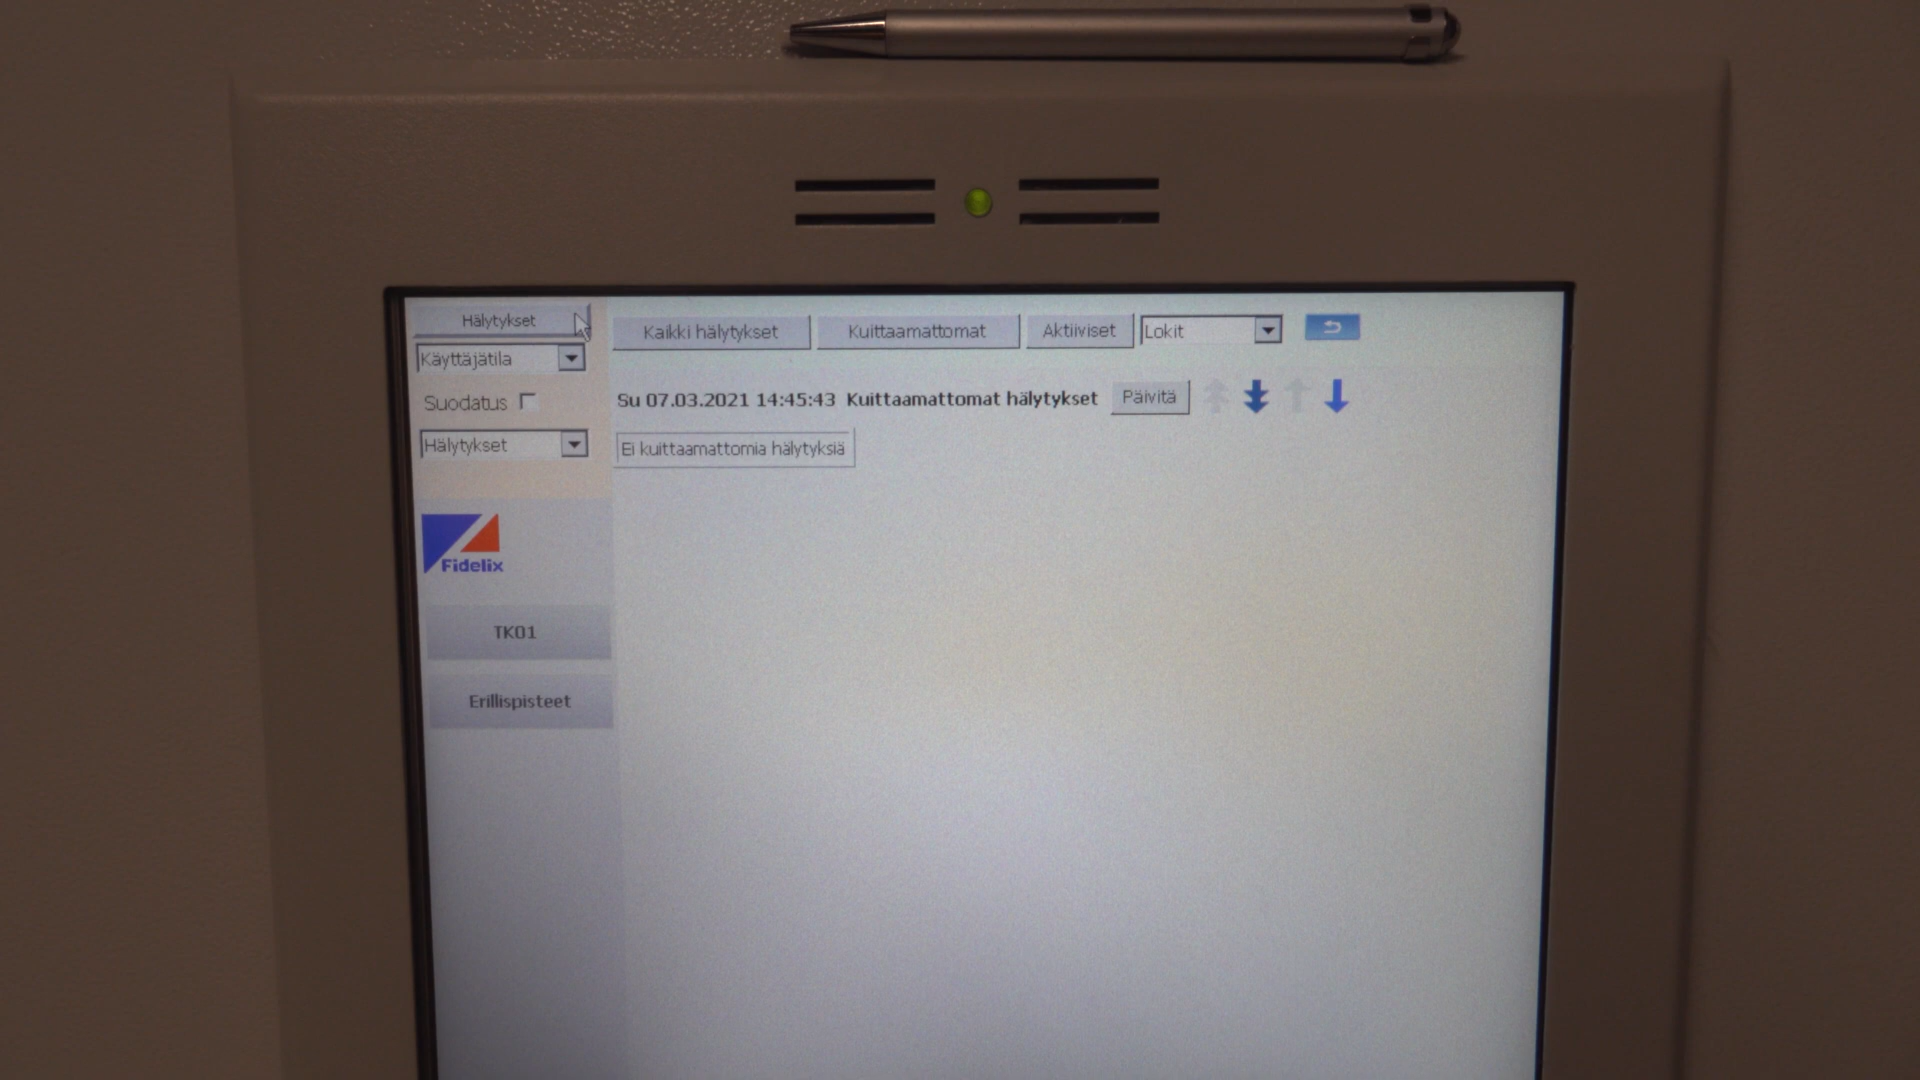 Hälytykset
Kaikki hälytykset Kuittaamattomat Aktiiviset Lokit
Käyttäjätila
Suodatus
Su 07.03.2021 14:45:43 Kuittaamattomat hälytykset Päivitä
Hälytykset
Ei kuittaamattomia hälytyksiä
Fidelix
TK01
Erillispisteet